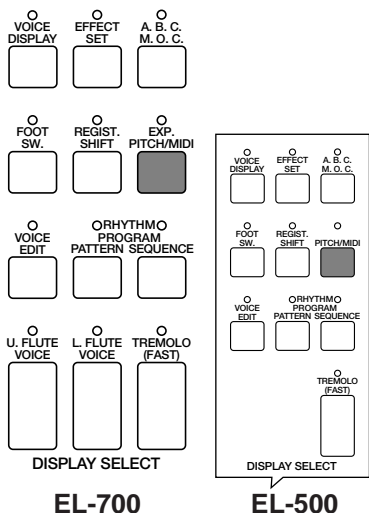 VOICE DISPLAY
EFFECT SET
A. B. C. M. O. C.
FOOT SW.
REGIST. SHIFT
EXP. PITCH/MIDI
VOICE EDIT
RHYTHM
PROGRAM
PATTERN SEQUENCE
U. FLUTE VOICE
L. FLUTE VOICE
TREMOLO (FAST)
DISPLAY SELECT
EL-700
VOICE DISPLAY
EFFECT SET
A. B. C. M. O. C.
FOOT SW.
REGIST. SHIFT
PITCH/MIDI
VOICE EDIT
RHYTHM
PROGRAM
PATTERN SEQUENCE
TREMOLO (FAST)
DISPLAY SELECT
EL-500